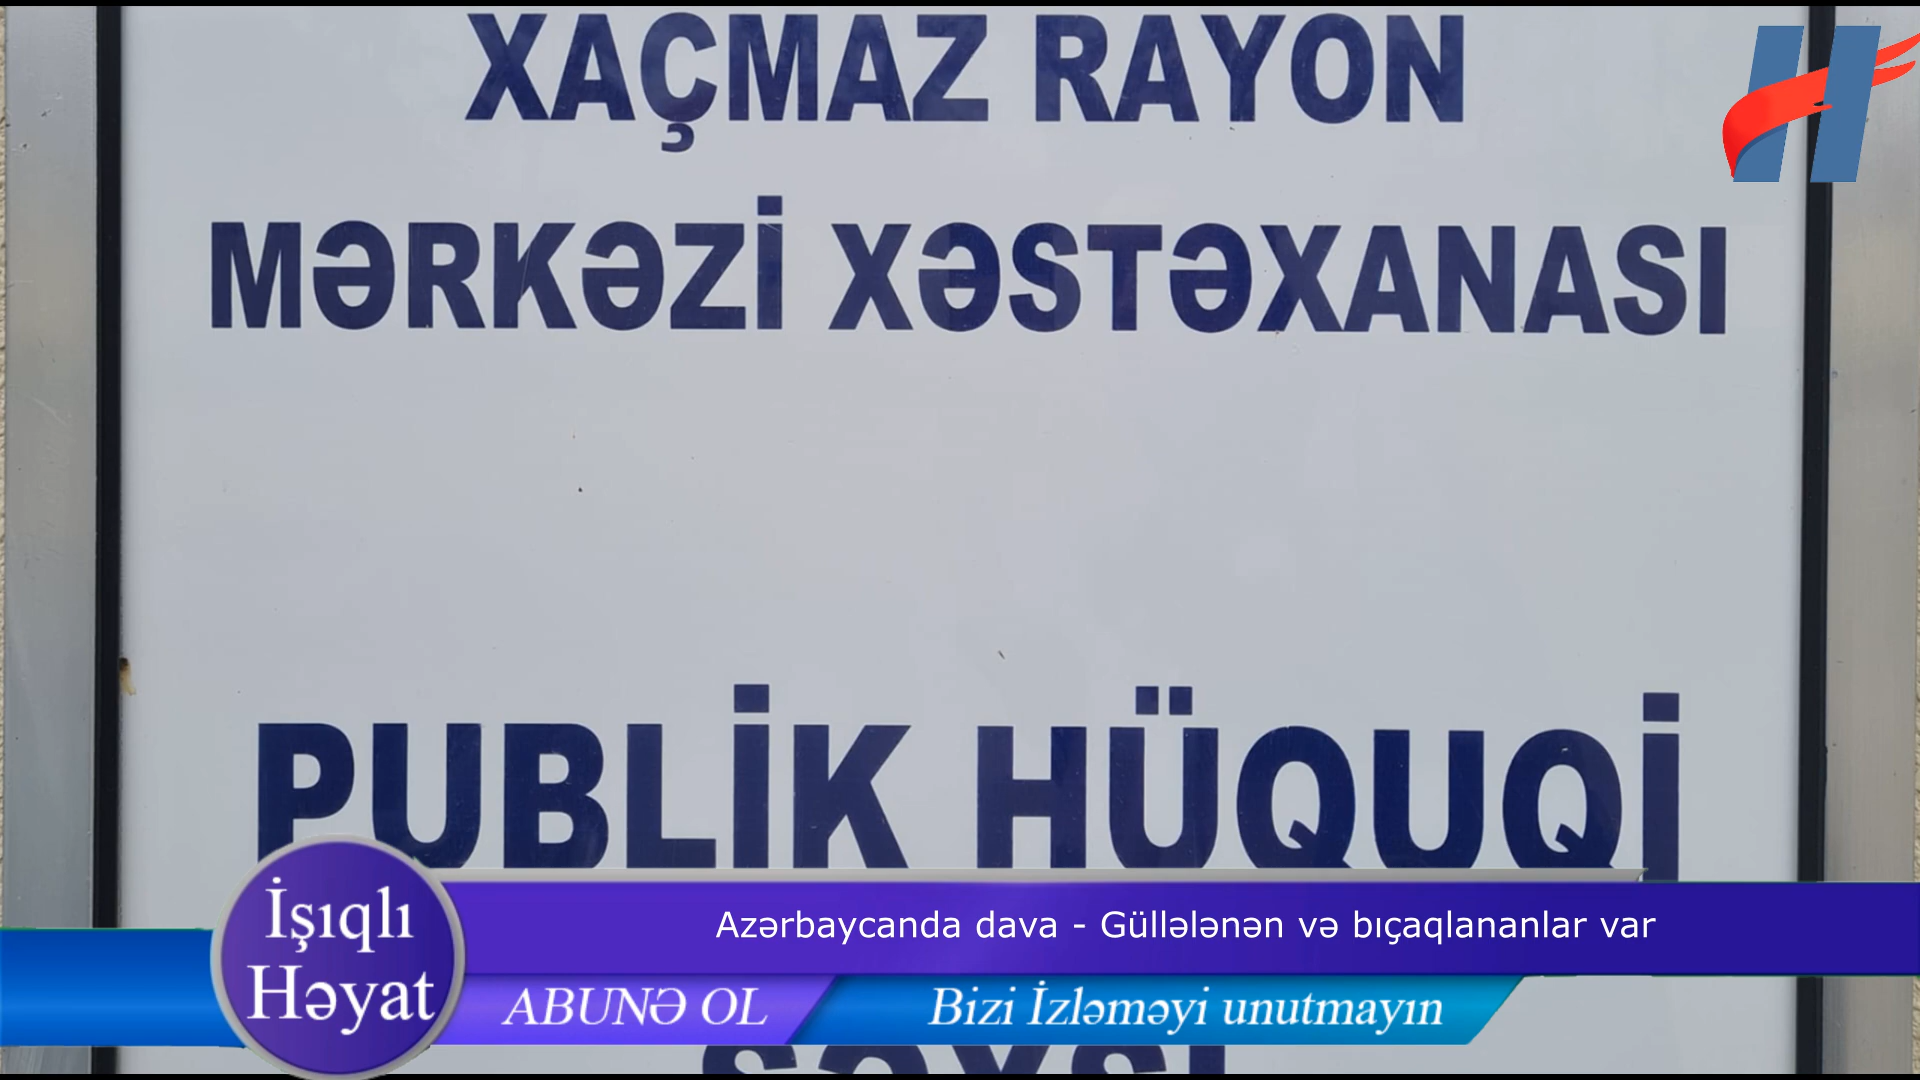 XAÇMAZ RAYON
MƏRKƏZİ XƏSTƏXANASI
PUBLİK HÜQUQİ
İşıqlı
Həyat
Azərbaycanda dava - Güllələnən və bıçaqlananlar var
ABUNƏ OL
Bizi İzləməyi unutmayın